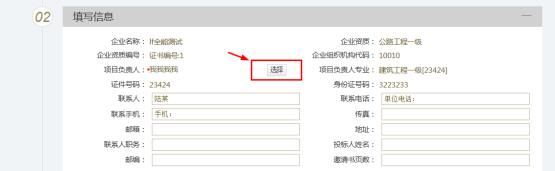 02 填写信息
企业名称： lf全能测试 企业资质： 公路工程一级
企业资质编号： 证书编号:1 企业组织机构代码： 10010
项目负责人： *我我我我 选择 项目负责人专业： 建筑工程一级[23424]
证件号码： 23424 身份证号码： 3223233
联系人： 陆某 联系电话： 单位电话：
联系手机： 手机： 传真：
邮箱： 地址：
联系人职务： 投标人姓名：
邮编： 邀请书页数：